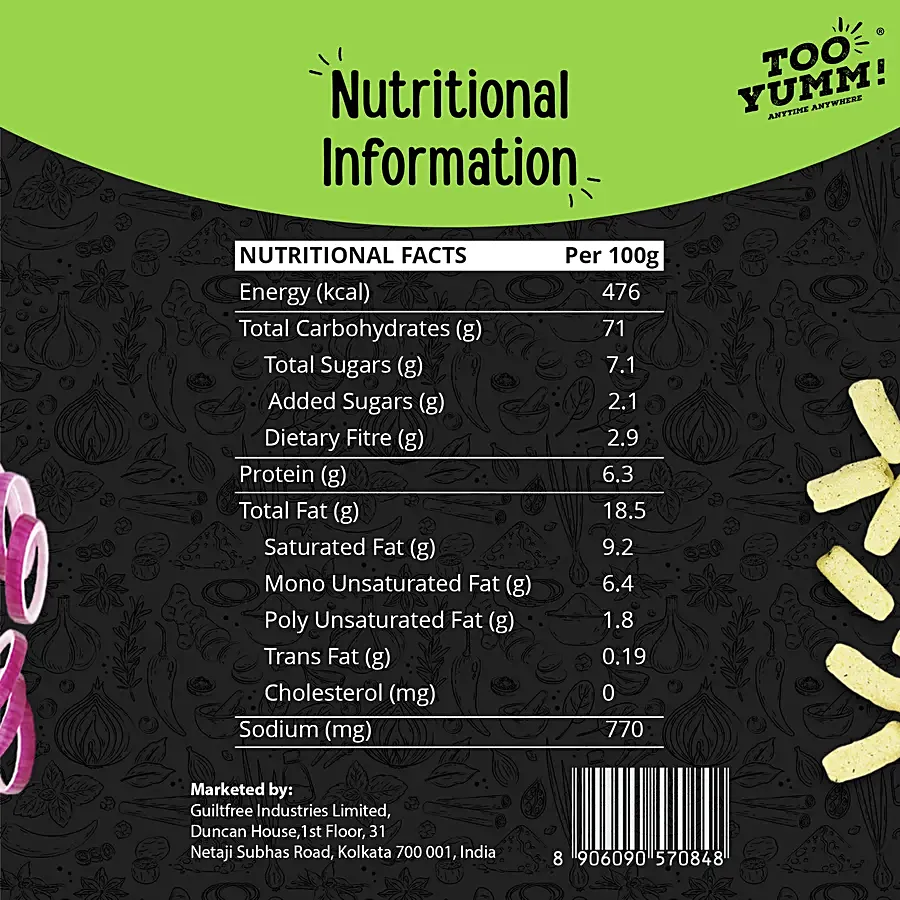 TOO
YUMM!®
ANYTIME ANYWHERE
Nutritional
Information
NUTRITIONAL FACTS Per 100g
Energy (kcal) 476
Total Carbohydrates (g) 71
Total Sugars (g) 7.1
Added Sugars (g) 2.1
Dietary Fitre (g) 2.9
Protein (g) 6.3
Total Fat (g) 18.5
Saturated Fat (g) 9.2
Mono Unsaturated Fat (g) 6.4
Poly Unsaturated Fat (g) 1.8
Trans Fat (g) 0.19
Cholesterol (mg) 0
Sodium (mg) 770
Marketed by:
Guiltfree Industries Limited,
Duncan House,1st Floor, 31
Netaji Subhas Road, Kolkata 700 001, India
8 906090 570848